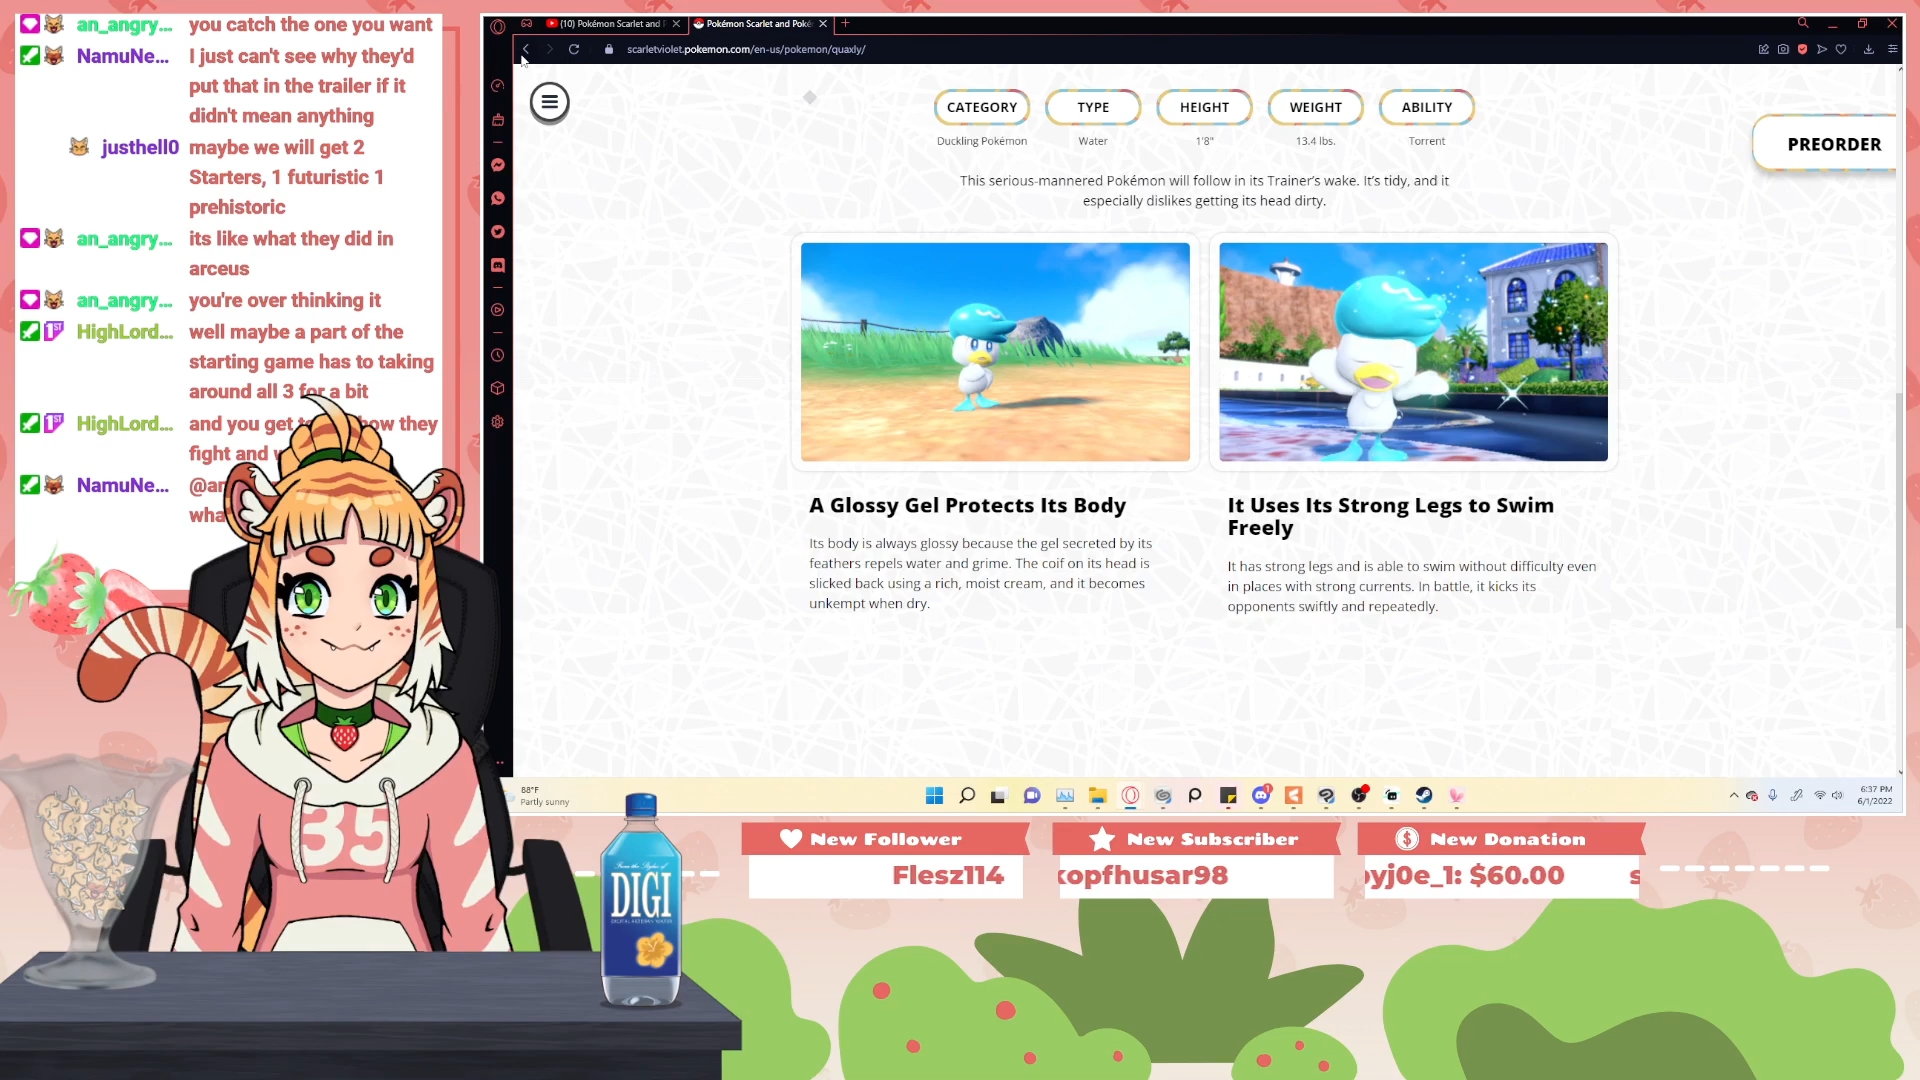 an_angry... you catch the one you want
NamuNe... I just can't see why they'd
put that in the trailer if it
didn't mean anything
justhell0 maybe we will get 2
Starters, 1 futuristic 1
prehistoric
an_angry... its like what they did in
arceus
an_angry... you're over thinking it
HighLord... well maybe a part of the
starting game has to taking
around all 3 for a bit
HighLord... and you get ow they
fight and
NamuNe...
wha
(10) Pokémon Scarlet and
Pokémon Scarlet and Poké
scarletviolet.pokemon.com/en-us/pokemon/quaxly/
CATEGORY TYPE HEIGHT WEIGHT ABILITY
Duckling Pokémon Water 1'8" 13.4 lbs. Torrent
PREORDER
This serious-mannered Pokémon will follow in its Trainer's wake. It's tidy, and it
especially dislikes getting its head dirty.
A Glossy Gel Protects Its Body
Its body is always glossy because the gel secreted by its
feathers repels water and grime. The coif on its head is
slicked back using a rich, moist cream, and it becomes
unkempt when dry.
It Uses Its Strong Legs to Swim
Freely
It has strong legs and is able to swim without difficulty even
in places with strong currents. In battle, it kicks its
opponents swiftly and repeatedly.
88°F
Partly sunny
6:37 PM
6/1/2022
35
DIGI
New Follower
Flesz114
New Subscriber
kopfhusar98
New Donation
oyj0e_1: $60.00 s